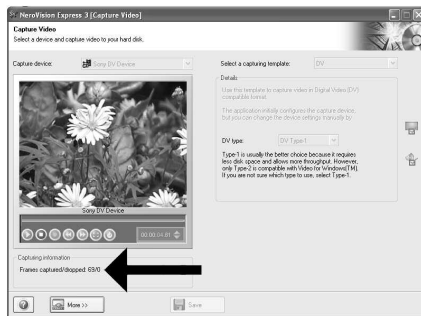 NeroVision Express 3 [Capture Video]
Capture Video
Select a device and capture video to your hard disk.
Capture device:
Sony DV Device
Select a capturing template:
DV
Details
Use this template to capture video in Digital Video (DV)
compatible format.
The application initially configures the capture device,
but you can change the device settings manually by
DV type:
DV Type-1
Type-1 is usually the better choice because it requires
less disk space and allows more throughput. However,
only Type-2 is compatible with Video for Windows(TM).
If you are not sure which type to use, select Type-1.
Sony DV Device
00:00:04.01
Capturing information
Frames captured/dropped: 63/0
More >>
Save